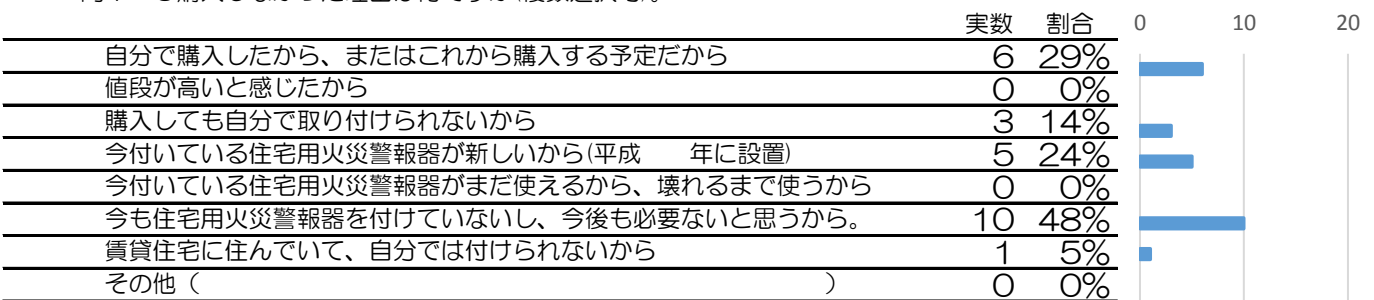 実数 割合 0 10 20
自分で購入したから、またはこれから購入する予定だから 6 29%
値段が高いと感じたから 0 0%
購入しても自分で取り付けられないから 3 14%
今付いている住宅用火災警報器が新しいから(平成　　年に設置) 5 24%
今付いている住宅用火災警報器がまだ使えるから、壊れるまで使うから 0 0%
今も住宅用火災警報器を付けていないし、今後も必要ないと思うから。 10 48%
賃貸住宅に住んでいて、自分では付けられないから 1 5%
その他（　　　　　　　　　　） 0 0%